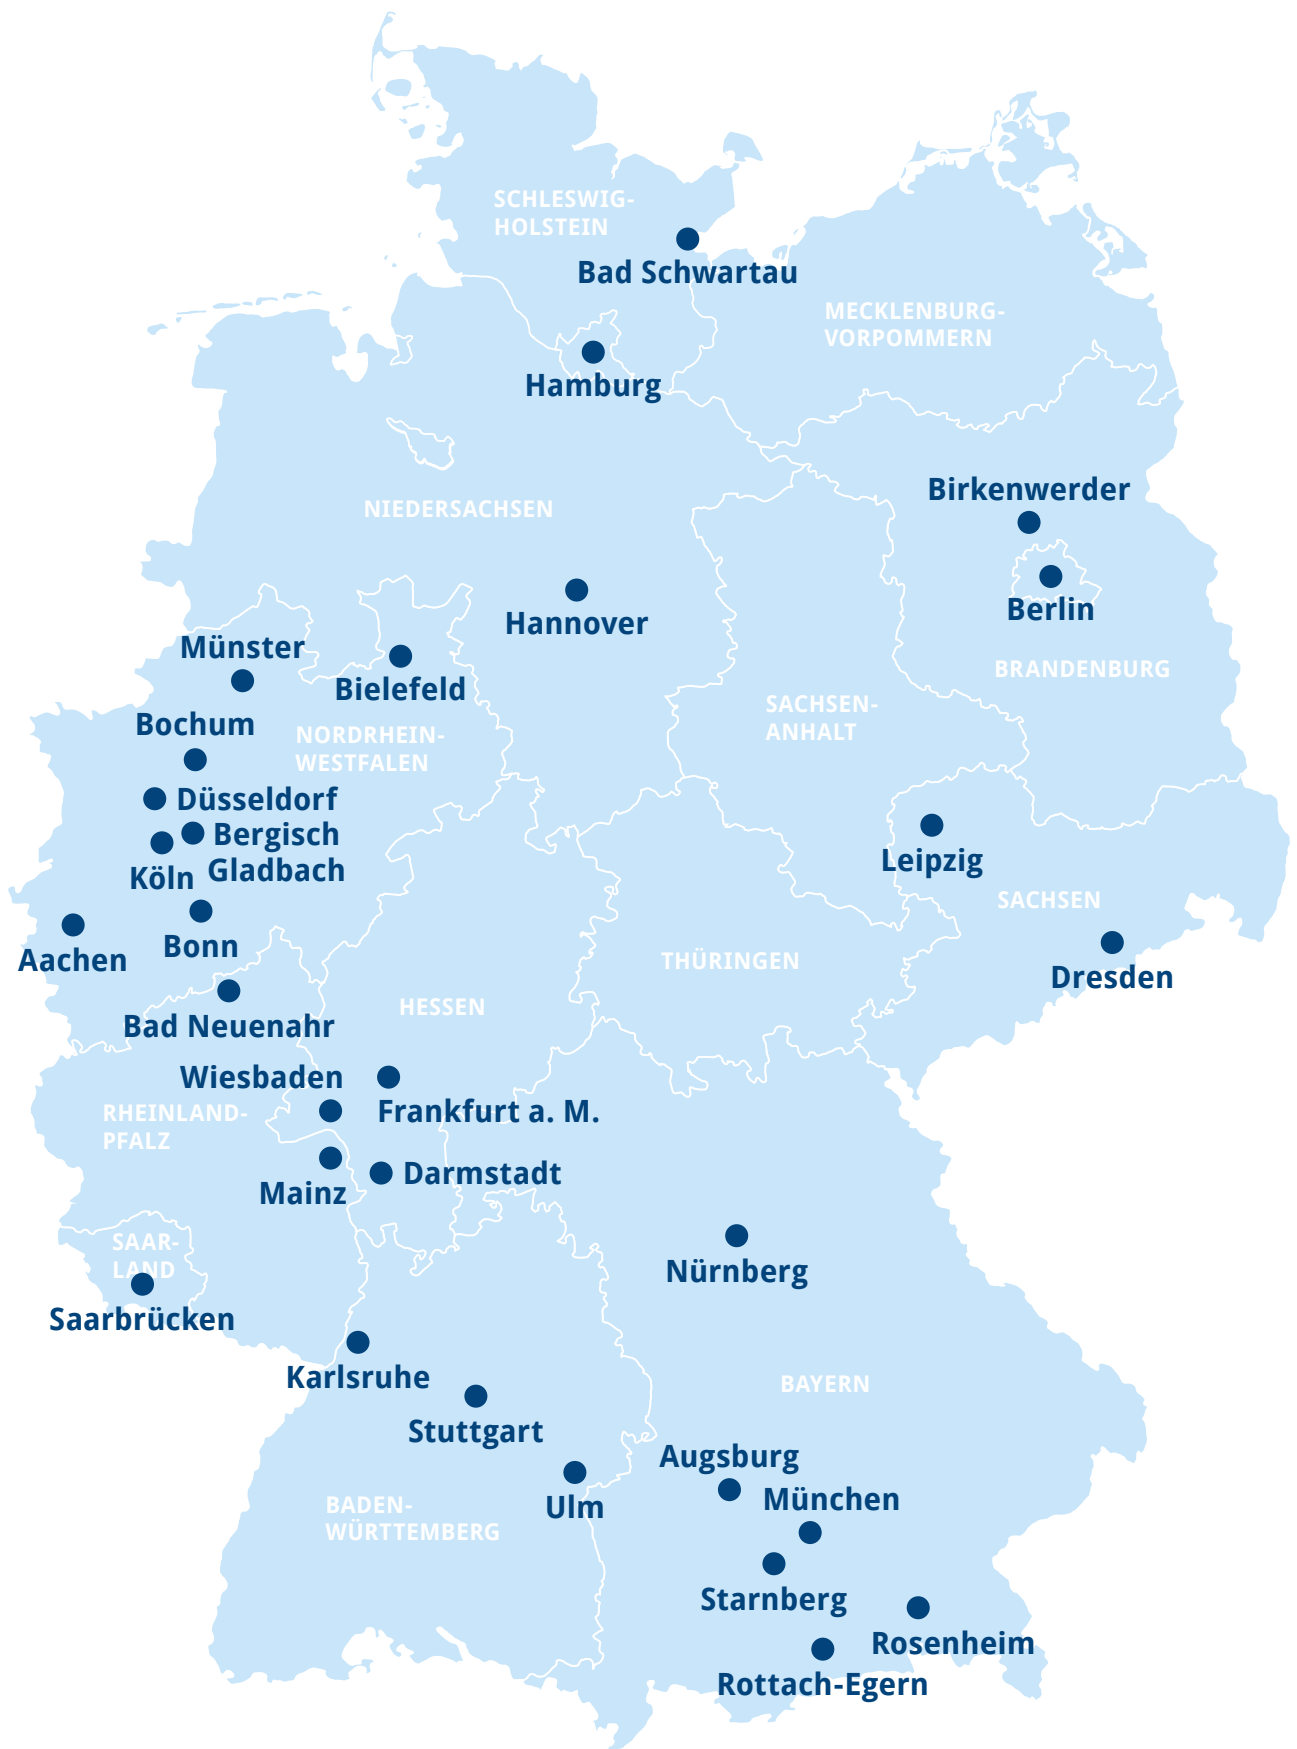 SCHLESWIG-
HOLSTEIN
Bad Schwartau
MECKLENBURG-
VORPOMMERN
Hamburg
Birkenwerder
NIEDERSACHSEN
Berlin
Hannover
Münster
BRANDENBURG
Bielefeld
SACHSEN-
ANHALT
Bochum
NORDRHEIN-
WESTFALEN
Düsseldorf
Bergisch
Gladbach
Köln
Leipzig
SACHSEN
Bonn
Aachen
THÜRINGEN
Dresden
HESSEN
Bad Neuenahr
Wiesbaden
Frankfurt a. M.
RHEINLAND-
PFALZ
Darmstadt
Mainz
SAAR-
LAND
Nürnberg
Saarbrücken
Karlsruhe
BAYERN
Stuttgart
Augsburg
München
Ulm
BADEN-
WÜRTTEMBERG
Starnberg
Rosenheim
Rottach-Egern